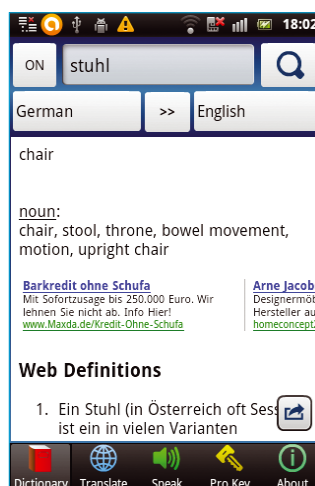 18:02
ON
stuhl
German
>>
English
chair
noun:
chair, stool, throne, bowel movement,
motion, upright chair
Barkredit ohne Schufa
Mit Sofortzusage bis 250.000 Euro. Wir
lehnen Sie nicht ab. Info Hier!
www.Maxda.de/Kredit-Ohne-Schufa
Arne Jacob
Designermöb
Hersteller au
homeconcept
Web Definitions
1. Ein Stuhl (in Österreich oft Sess
ist ein in vielen Varianten
Dictionary
Translate
Speak
Pro Key
About